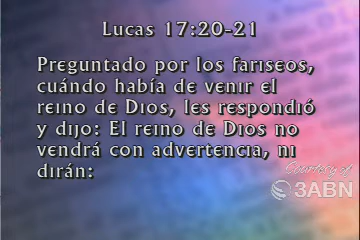 Lucas 17:20-21
Preguntado por los fariseos,
cuándo había de venir el
reino de Dios, les respondió
y dijo: El reino de Dios no
vendrá con advertencia, ni
dirán:
Courtesy of
3ABN